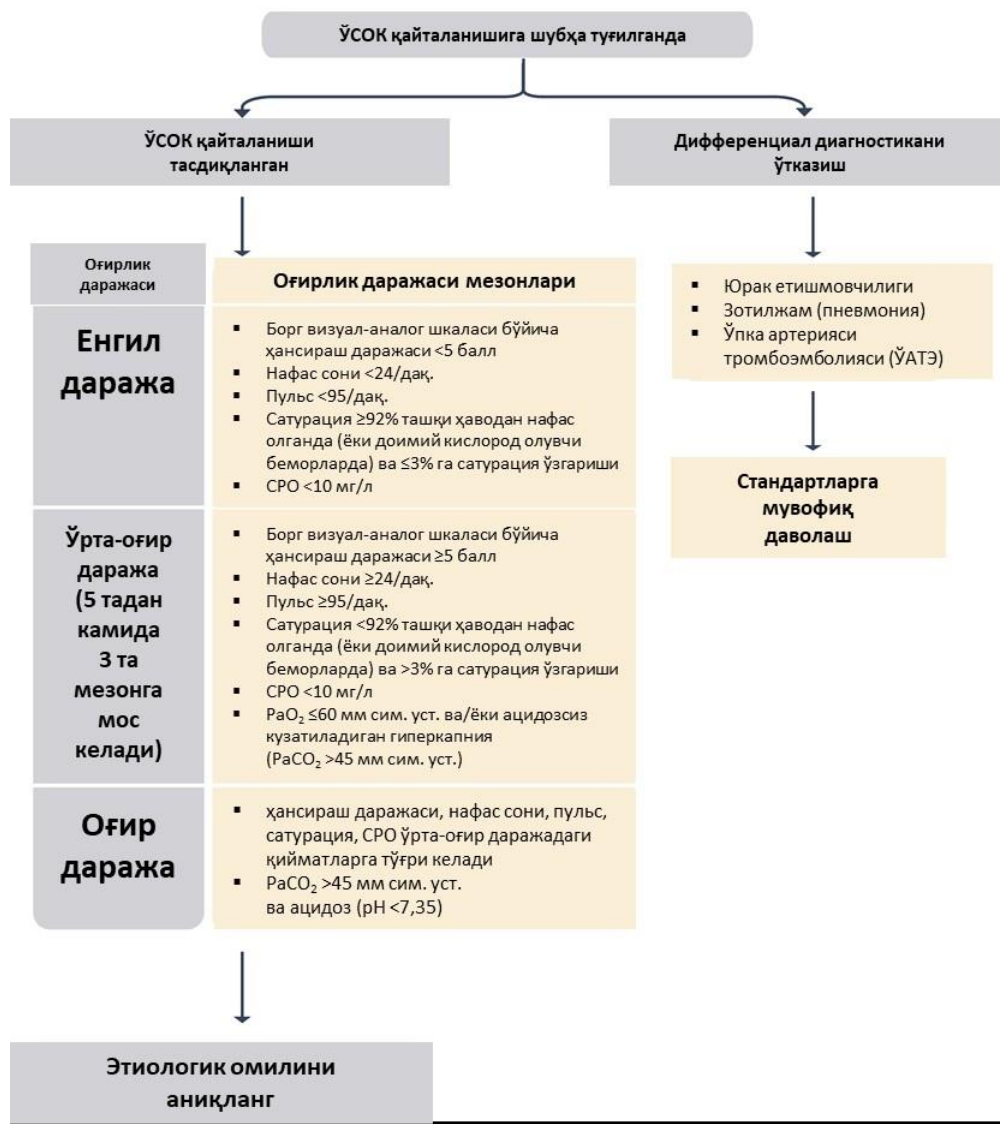 ЎСОК қайталанишига шубҳа туғилганда
ЎСОК қайталаниши
тасдиқланган
Дифференциал диагностикани
ўтказиш
Оғирлик
даражаси
Оғирлик даражаси мезонлари
Енгил
даража
▪ Борг визуал-аналог шкаласи бўйича
ҳансираш даражаси <5 балл
▪ Нафас сони <24/дақ.
▪ Пульс <95/дақ.
▪ Сатурация ≥92% ташқи ҳаводан нафас
олганда (ёки доимий кислород олувчи
беморларда) ва ≤3% га сатурация ўзгариши
▪ СРО <10 мг/л
Ўрта-оғир
даража
(5 тадан
камида
3 та
мезонга
мос
келади)
▪ Борг визуал-аналог шкаласи бўйича
ҳансираш даражаси ≥5 балл
▪ Нафас сони ≥24/дақ.
▪ Пульс ≥95/дақ.
▪ Сатурация <92% ташқи ҳаводан нафас
олганда (ёки доимий кислород олувчи
беморларда) ва >3% га сатурация ўзгариши
▪ СРО <10 мг/л
▪ PaO₂ ≤60 мм сим. уст. ва/ёки ацидозсиз
кузатиладиган гиперкапния
(PaCO₂ >45 мм сим. уст.)
Оғир
даража
▪ ҳансираш даражаси, нафас сони, пульс,
сатурация, СРО ўрта-оғир даражадаги
қийматларга тўғри келади
▪ PaCO₂ >45 мм сим. уст.
ва ацидоз (pH <7,35)
▪ Юрак етишмовчилиги
▪ Зотилжам (пневмония)
▪ Ўпка артерияси
тромбоэмболияси (ЎАТЭ)
Стандартларга
мувофиқ
даволаш
Этиологик омилини
аниқланг